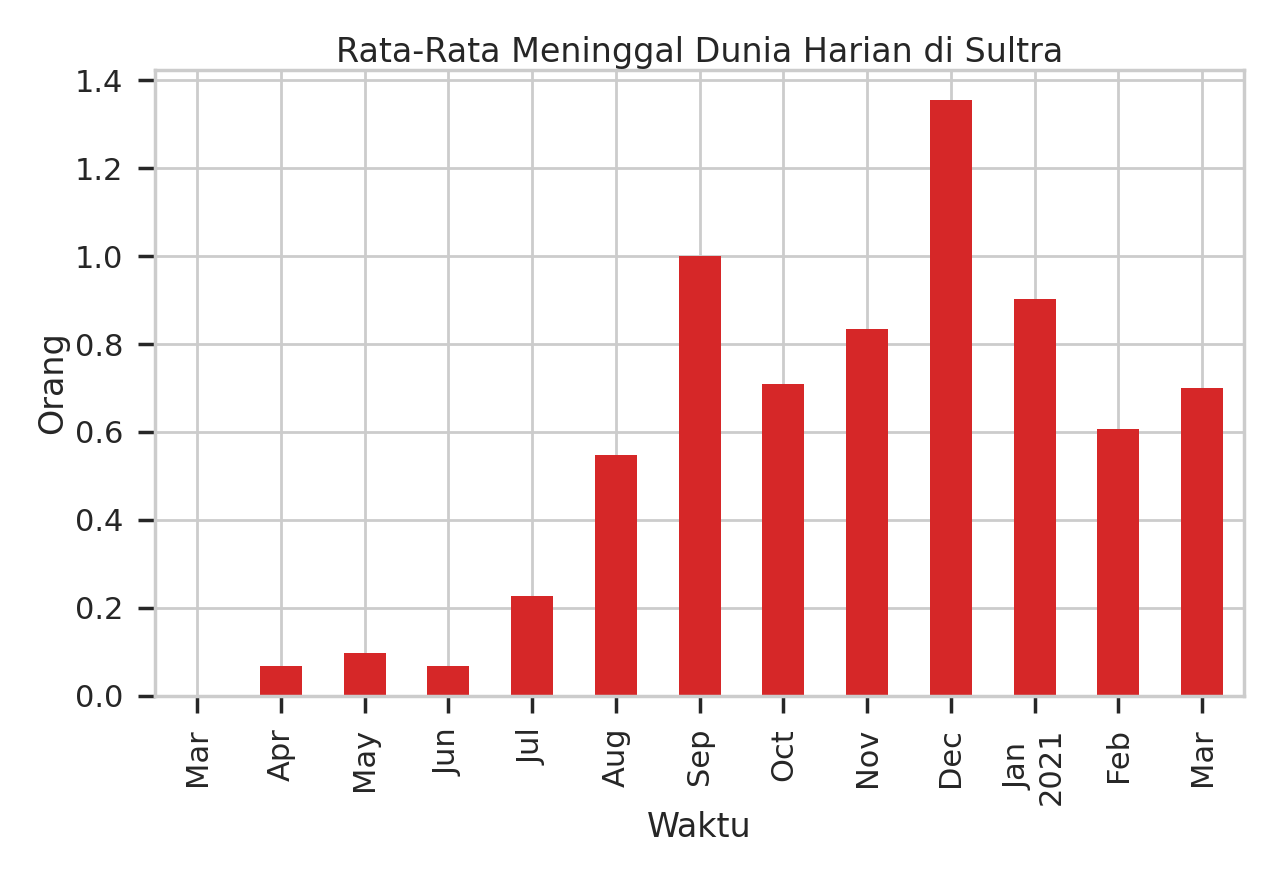 Rata-Rata Meninggal Dunia Harian di Sultra
1.4
1.2
1.0
0.8
0.6
0.4
0.2
0.0
Orang
Mar
Apr
May
Jun
Jul
Aug
Sep
Oct
Nov
Dec
Jan
2021
Feb
Mar
Waktu